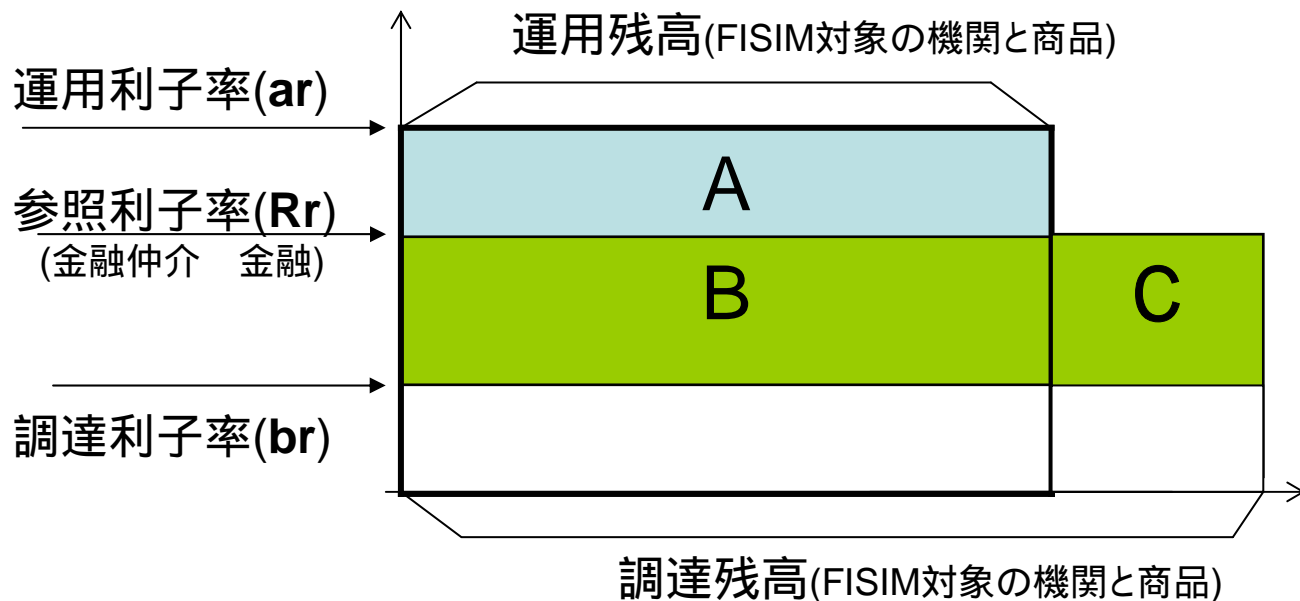 運用残高(FISIM対象の機関と商品)
運用利子率(ar)
A
参照利子率(Rr)
(金融仲介　金融)
B
C
調達利子率(br)
調達残高(FISIM対象の機関と商品)